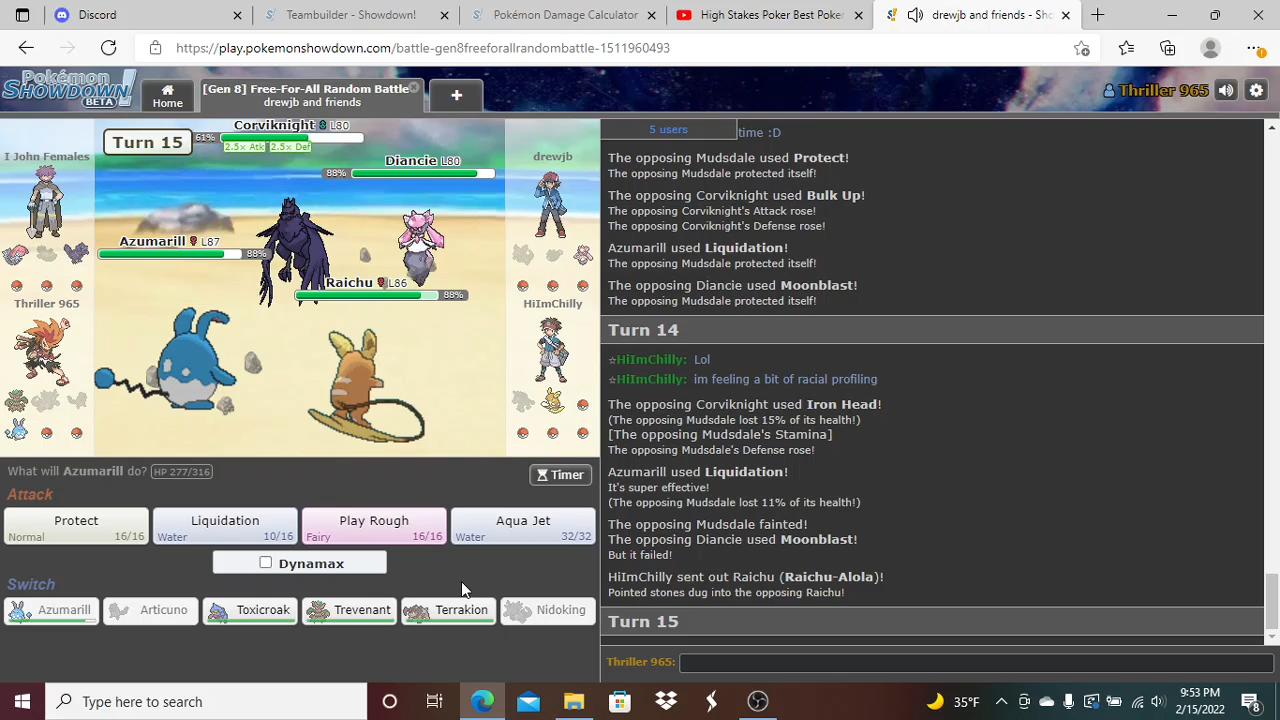 Discord
Teambuilder - Showdown!
Pokémon Damage Calculator
High Stakes Poker Best Poker
drewjb and friends - Sho
https://play.pokemonshowdown.com/battle-gen8freeforallrandombattle-1511960493
Pokémon
SHOWDOWN!
BETA
Home
[Gen 8] Free-For-All Random Battle
drewjb and friends
Thriller 965
Turn 15
I John Females
Thriller 965
drewjb
HiImChilly
Corviknight L80
61%
2.5× Atk 2.5× Def
Diancie L80
88%
Azumarill L87
88%
Raichu L86
88%
What will Azumarill do? HP 277/316
Timer
Attack
Protect
Normal 16/16
Liquidation
Water 10/16
Play Rough
Fairy 16/16
Aqua Jet
Water 32/32
Dynamax
Switch
Azumarill
Articuno
Toxicroak
Trevenant
Terrakion
Nidoking
5 users
time :D
The opposing Mudsdale used Protect!
The opposing Mudsdale protected itself!
The opposing Corviknight used Bulk Up!
The opposing Corviknight's Attack rose!
The opposing Corviknight's Defense rose!
Azumarill used Liquidation!
The opposing Mudsdale protected itself!
The opposing Diancie used Moonblast!
The opposing Mudsdale protected itself!
Turn 14
☆HiImChilly: Lol
☆HiImChilly: im feeling a bit of racial profiling
The opposing Corviknight used Iron Head!
(The opposing Mudsdale lost 15% of its health!)
[The opposing Mudsdale's Stamina]
The opposing Mudsdale's Defense rose!
Azumarill used Liquidation!
It's super effective!
(The opposing Mudsdale lost 11% of its health!)
The opposing Mudsdale fainted!
The opposing Diancie used Moonblast!
But it failed!
HiImChilly sent out Raichu (Raichu-Alola)!
Pointed stones dug into the opposing Raichu!
Turn 15
Thriller 965:
Type here to search
35°F
9:53 PM
2/15/2022
8